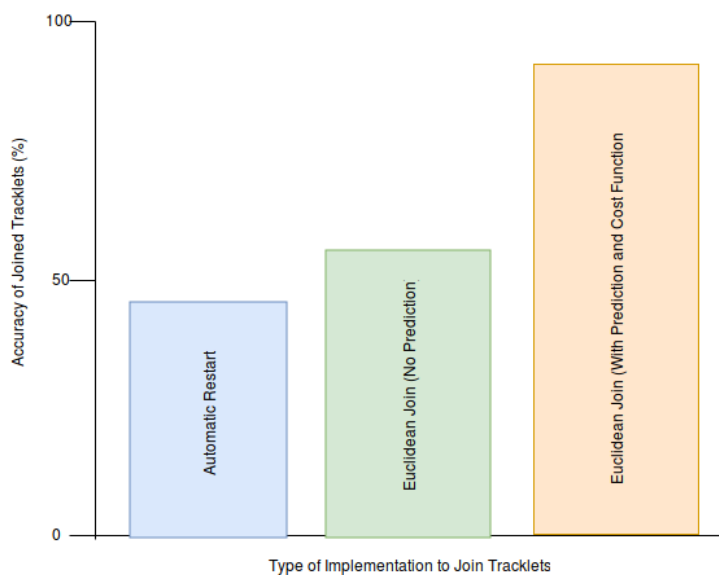 100
50
0
Accuracy of Joined Tracklets (%)
Automatic Restart
Euclidean Join (No Prediction
Euclidean Join (With Prediction and Cost Function
Type of Implementation to Join Tracklets